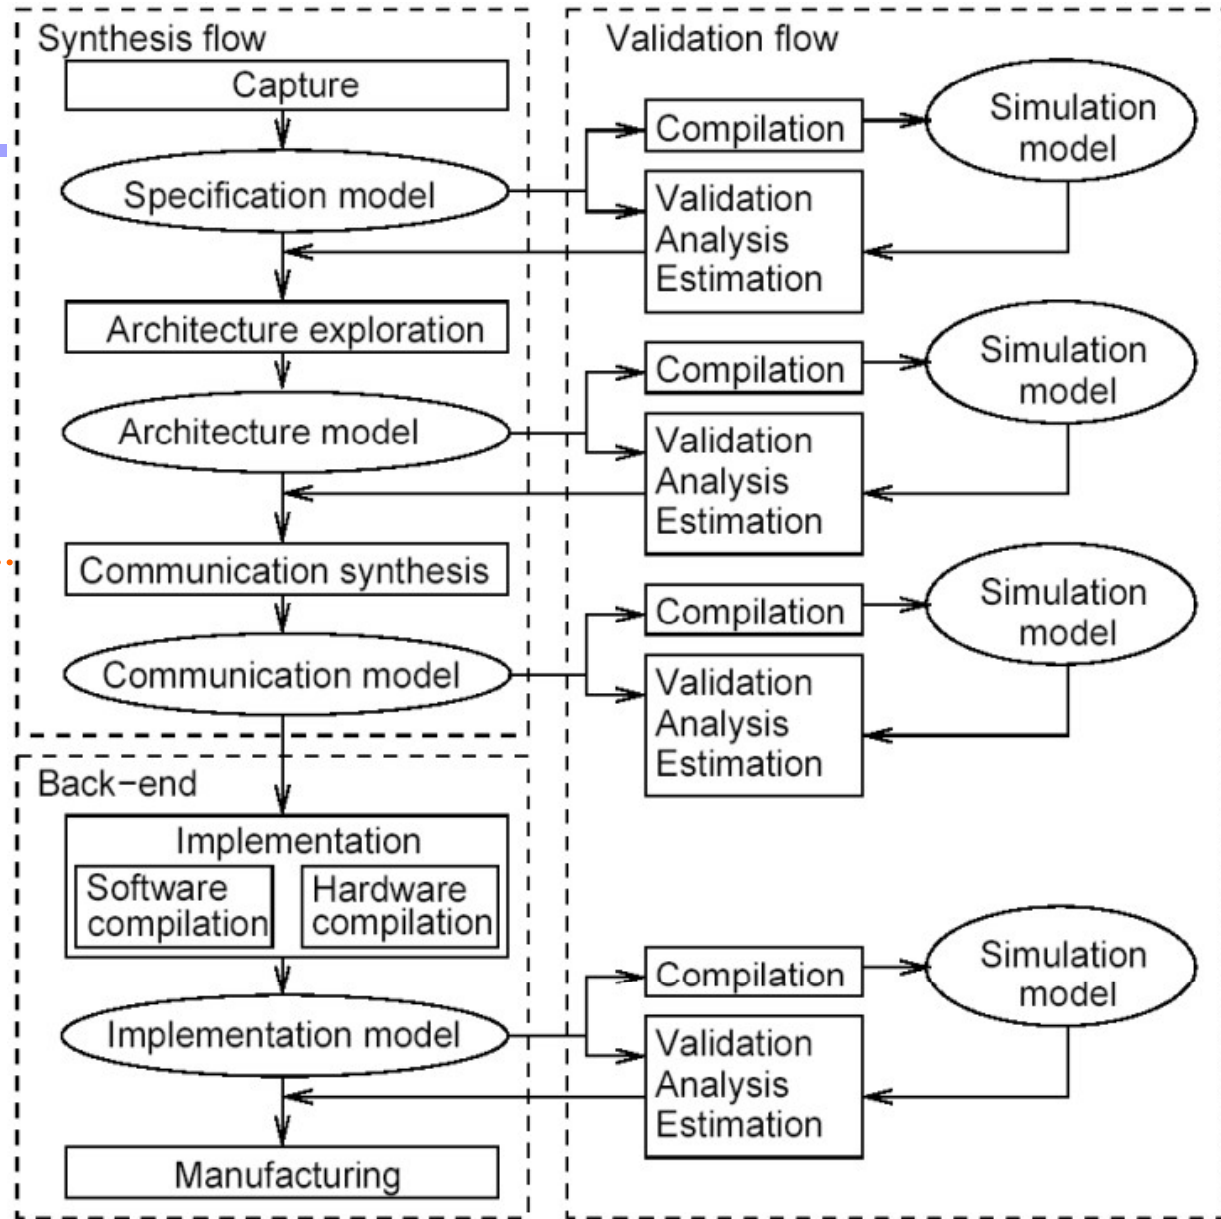 Synthesis flow
Validation flow
Capture
Compilation
Simulation
model
Specification model
Validation
Analysis
Estimation
Architecture exploration
Compilation
Simulation
model
Architecture model
Validation
Analysis
Estimation
Communication synthesis
Compilation
Simulation
model
Communication model
Validation
Analysis
Estimation
Back−end
Implementation
Software
compilation
Hardware
compilation
Compilation
Simulation
model
Implementation model
Validation
Analysis
Estimation
Manufacturing